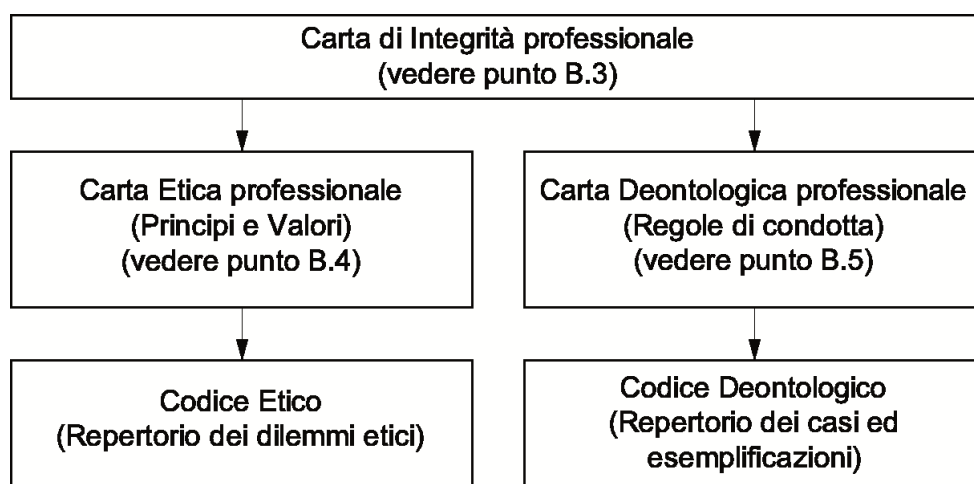 Carta di Integrità professionale
(vedere punto B.3)
Carta Etica professionale
(Principi e Valori)
(vedere punto B.4)
Carta Deontologica professionale
(Regole di condotta)
(vedere punto B.5)
Codice Etico
(Repertorio dei dilemmi etici)
Codice Deontologico
(Repertorio dei casi ed
esemplificazioni)